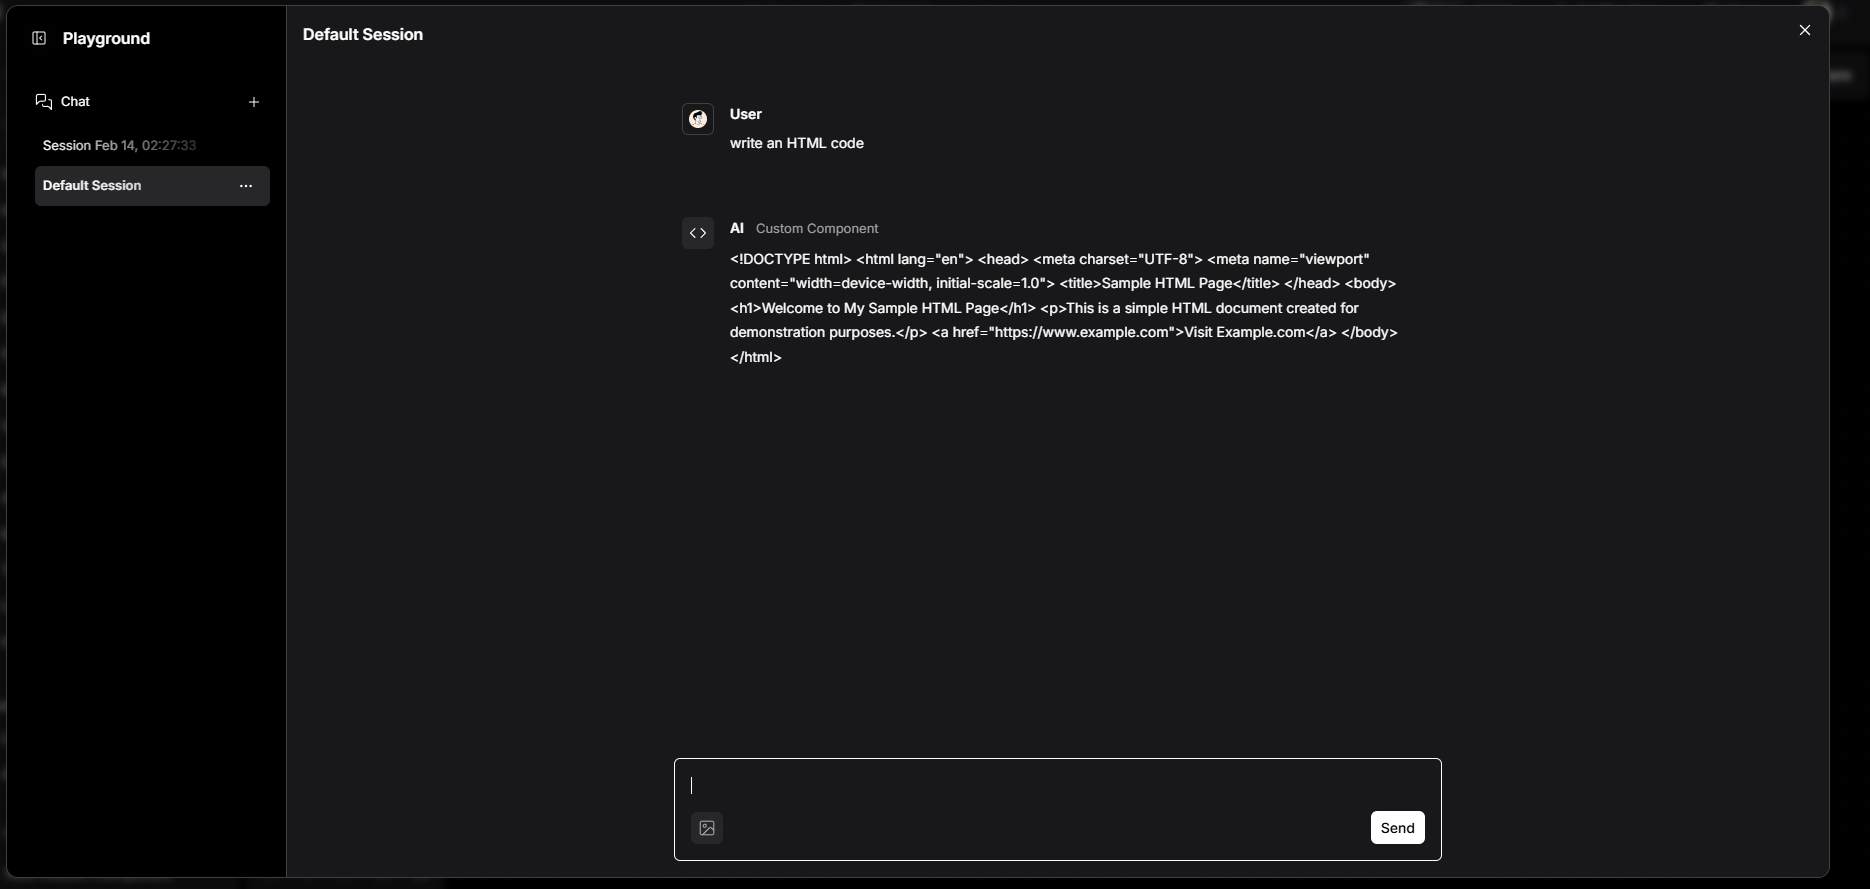 Playground
Chat
Session Feb 14, 02:27:33
Default Session
Default Session
User
write an HTML code
AI Custom Component
<!DOCTYPE html> <html lang="en"> <head> <meta charset="UTF-8"> <meta name="viewport"
content="width=device-width, initial-scale=1.0"> <title>Sample HTML Page</title> </head> <body>
<h1>Welcome to My Sample HTML Page</h1> <p>This is a simple HTML document created for
demonstration purposes.</p> <a href="https://www.example.com">Visit Example.com</a> </body>
</html>
Send